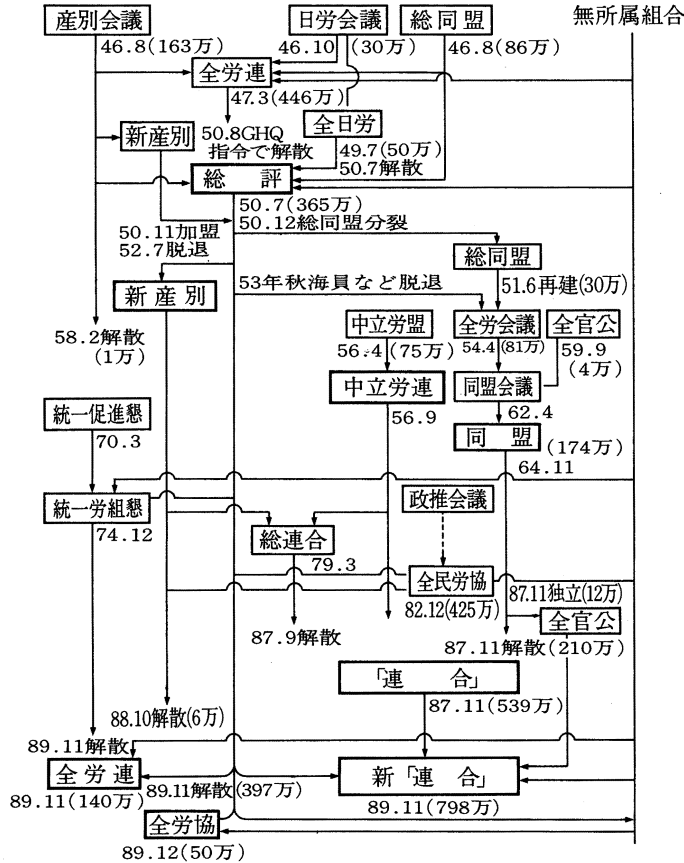 産別会議
日労会議
総同盟
無所属組合
46.8(163万)
46.10
(30万)
46.8(86万)
全労連
47.3(446万)
新産別
50.8GHQ
指令で解散
全日労
49.7(50万)
50.7解散
総評
50.7(365万)
50.12総同盟分裂
50.11加盟
52.7脱退
総同盟
51.6再建(30万)
新産別
53年秋海員など脱退
58.2解散
(1万)
中立労盟
56.4(75万)
全労会議
54.4(81万)
全官公
59.9
(4万)
中立労連
56.9
同盟会議
62.4
統一促進懇
70.3
同盟
(174万)
64.11
統一労組懇
74.12
政推会議
総連合
79.3
全民労協
82.12(425万)
87.11独立(12万)
全官公
87.9解散
87.11解散(210万)
「連合」
87.11(539万)
88.10解散(6万)
89.11解散
全労連
89.11(140万)
89.11解散(397万)
新「連合」
89.11(798万)
全労協
89.12(50万)